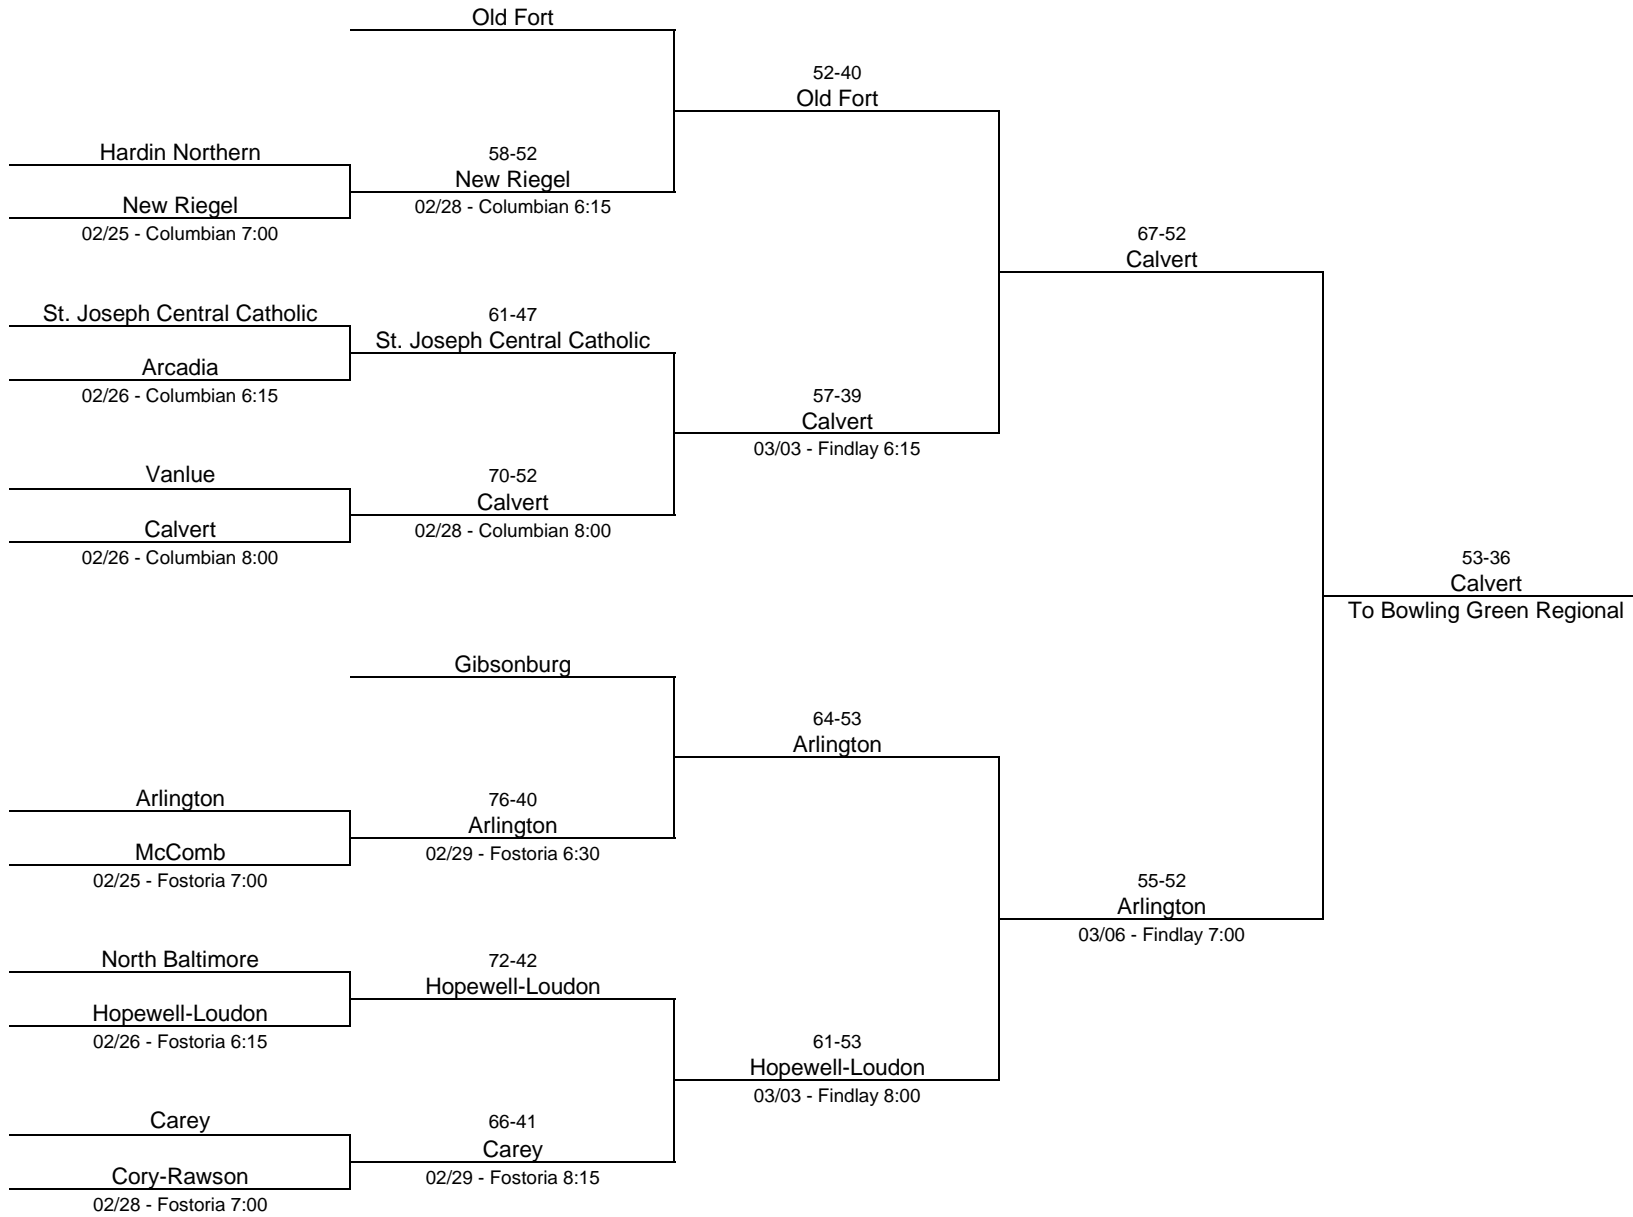 Old Fort
52-40
Old Fort
Hardin Northern
58-52
New Riegel
New Riegel
02/28 - Columbian 6:15
02/25 - Columbian 7:00
67-52
Calvert
St. Joseph Central Catholic
61-47
St. Joseph Central Catholic
Arcadia
02/26 - Columbian 6:15
57-39
Calvert
03/03 - Findlay 6:15
Vanlue
70-52
Calvert
Calvert
02/28 - Columbian 8:00
02/26 - Columbian 8:00
53-36
Calvert
To Bowling Green Regional
Gibsonburg
64-53
Arlington
Arlington
76-40
Arlington
McComb
02/29 - Fostoria 6:30
02/25 - Fostoria 7:00
55-52
Arlington
03/06 - Findlay 7:00
North Baltimore
72-42
Hopewell-Loudon
Hopewell-Loudon
02/26 - Fostoria 6:15
61-53
Hopewell-Loudon
03/03 - Findlay 8:00
Carey
66-41
Carey
Cory-Rawson
02/29 - Fostoria 8:15
02/28 - Fostoria 7:00